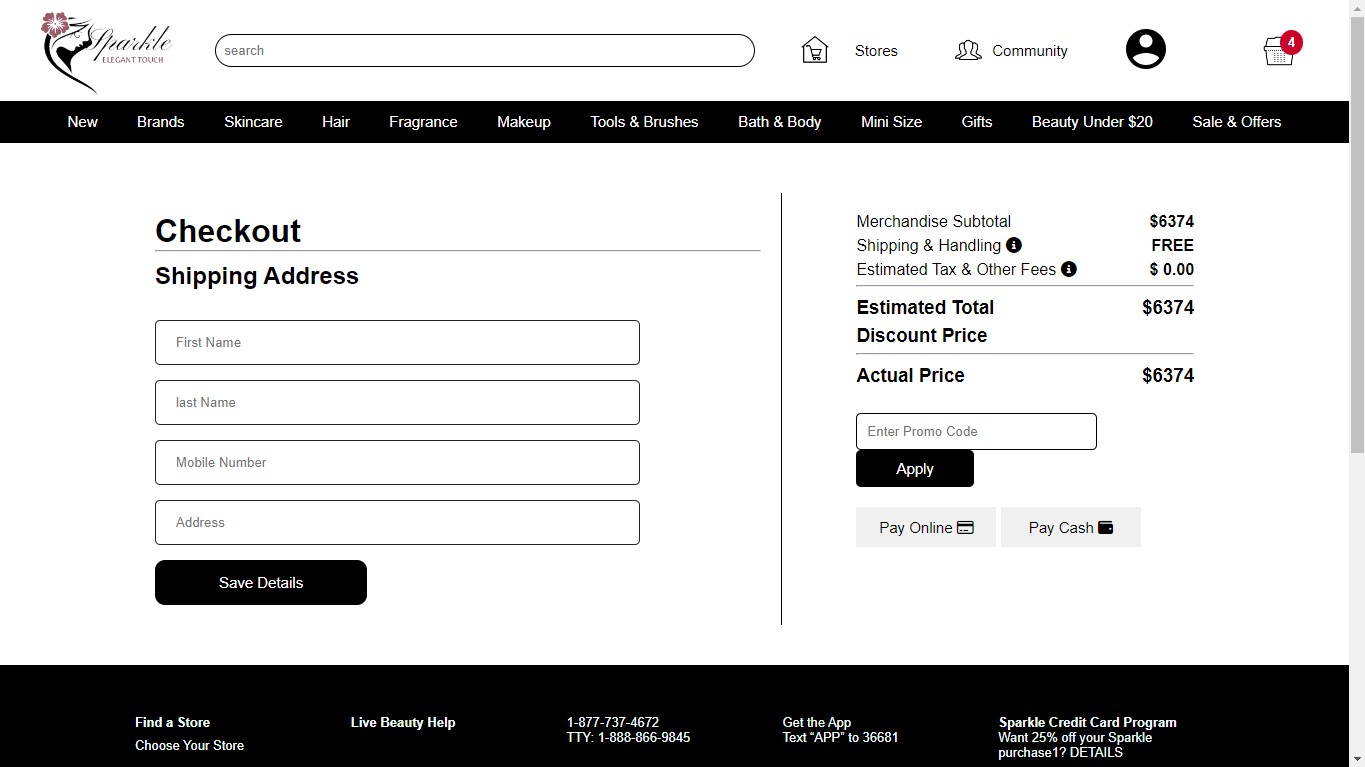 Sparkle
ELEGANT TOUCH
search
Stores
Community
4
New Brands Skincare Hair Fragrance Makeup Tools & Brushes Bath & Body Mini Size Gifts Beauty Under $20 Sale & Offers
Checkout
Shipping Address
First Name
last Name
Mobile Number
Address
Save Details
Merchandise Subtotal $6374
Shipping & Handling FREE
Estimated Tax & Other Fees $ 0.00
Estimated Total $6374
Discount Price
Actual Price $6374
Enter Promo Code
Apply
Pay Online Pay Cash
Find a Store
Choose Your Store
Live Beauty Help
1-877-737-4672
TTY: 1-888-866-9845
Get the App
Text “APP” to 36681
Sparkle Credit Card Program
Want 25% off your Sparkle
purchase1? DETAILS